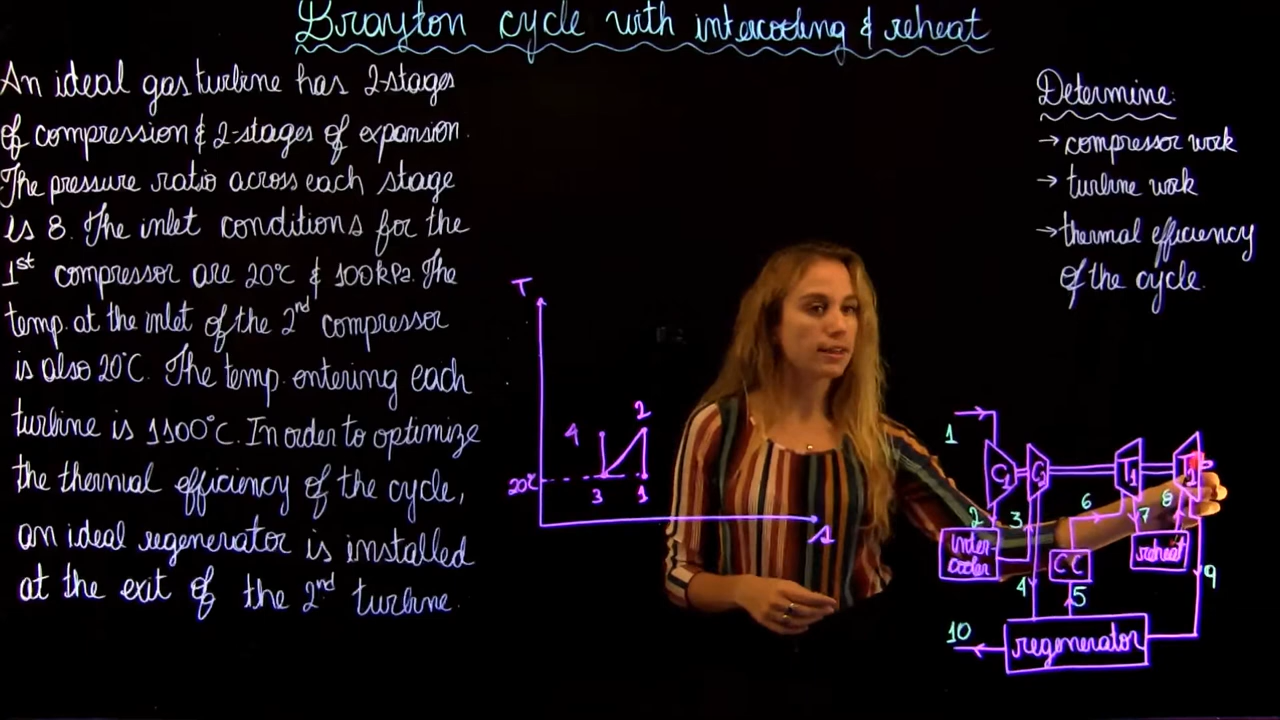 Brayton cycle with intercooling & reheat
An ideal gas turbine has 2-stages
of compression & 2-stages of expansion.
The pressure ratio across each stage
is 8. The inlet conditions for the
1st compressor are 20°C & 100kPa. The
temp. at the inlet of the 2nd compressor
is also 20°C. The temp. entering each
turbine is 1100°C. In order to optimize
the thermal efficiency of the cycle,
an ideal regenerator is installed
at the exit of the 2nd turbine.
Determine:
→ compressor work
→ turbine work
→ thermal efficiency
of the cycle.
T
2
4
20°C
3
1
s
1
C1
C2
T1
2
3
6
7
8
inter-
cooler
CC
reheat
4
5
9
10
regenerator